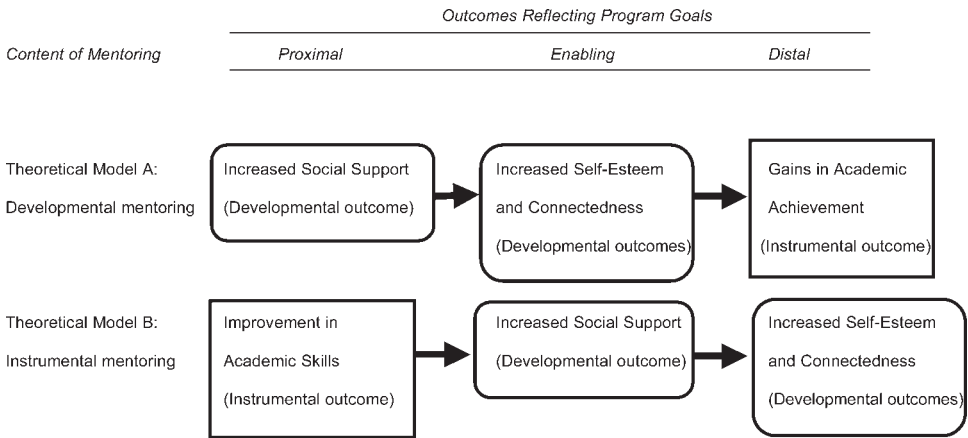 Outcomes Reflecting Program Goals
Content of Mentoring
Proximal
Enabling
Distal
Theoretical Model A:
Developmental mentoring
Increased Social Support
(Developmental outcome)
Increased Self-Esteem
and Connectedness
(Developmental outcomes)
Gains in Academic
Achievement
(Instrumental outcome)
Theoretical Model B:
Instrumental mentoring
Improvement in
Academic Skills
(Instrumental outcome)
Increased Social Support
(Developmental outcome)
Increased Self-Esteem
and Connectedness
(Developmental outcomes)